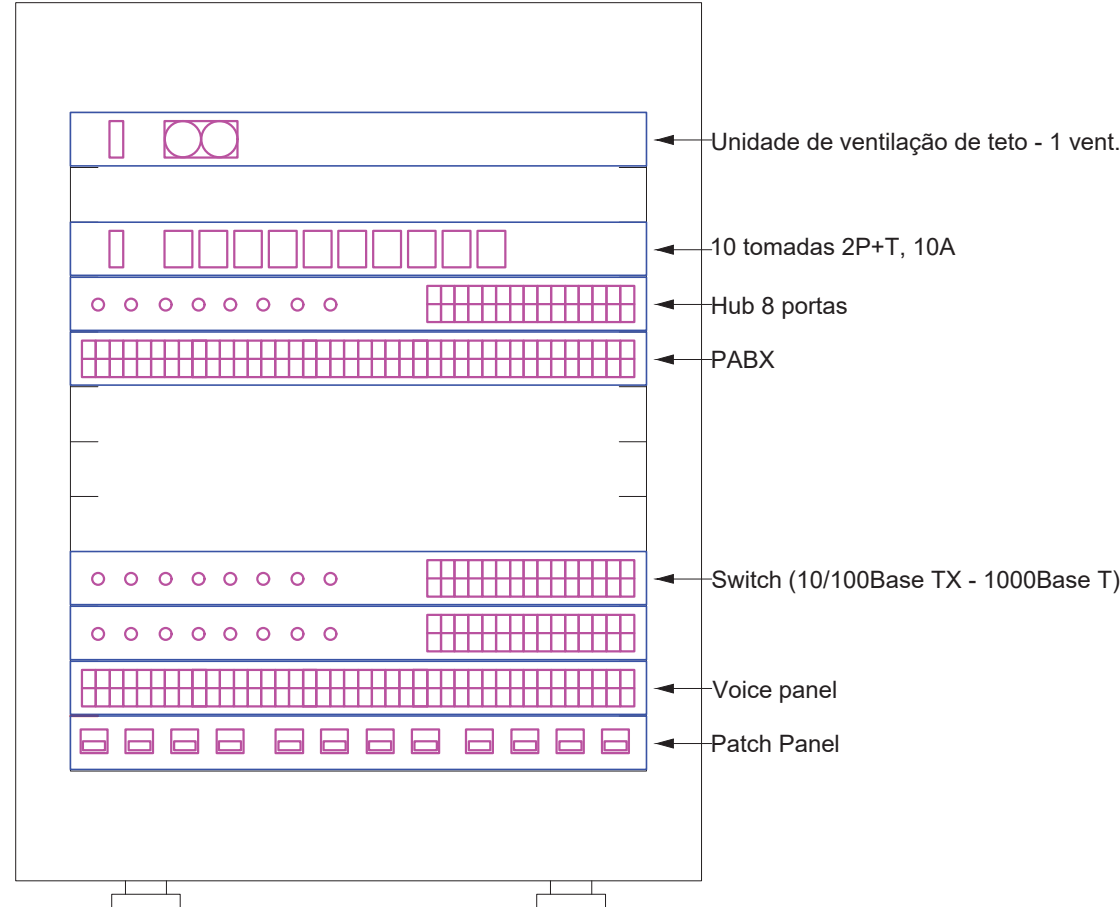 Unidade de ventilação de teto - 1 vent.
10 tomadas 2P+T, 10A
Hub 8 portas
PABX
Switch (10/100Base TX - 1000Base T)
Voice panel
Patch Panel